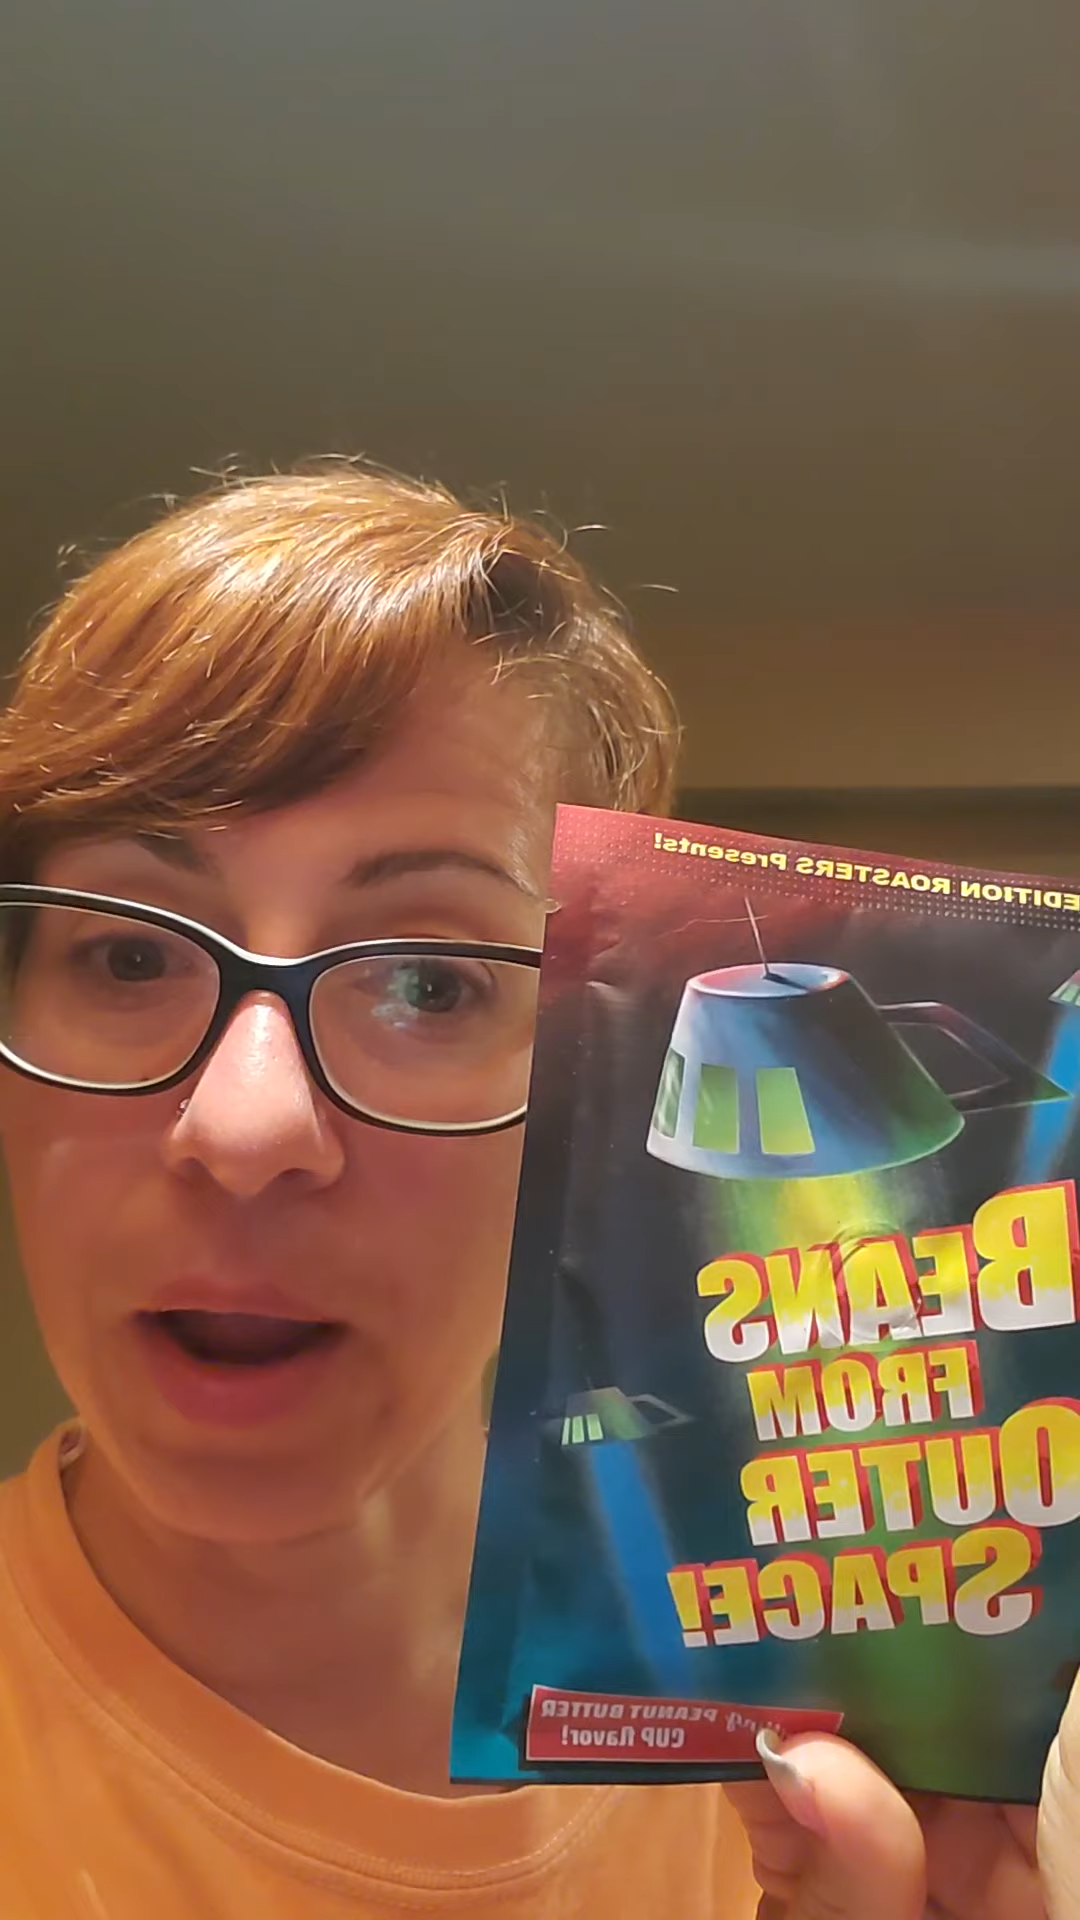 EDITION ROASTERS Presents!
BEANS
FROM
OUTER
SPACE!
PEANUT BUTTER
CUP flavor!